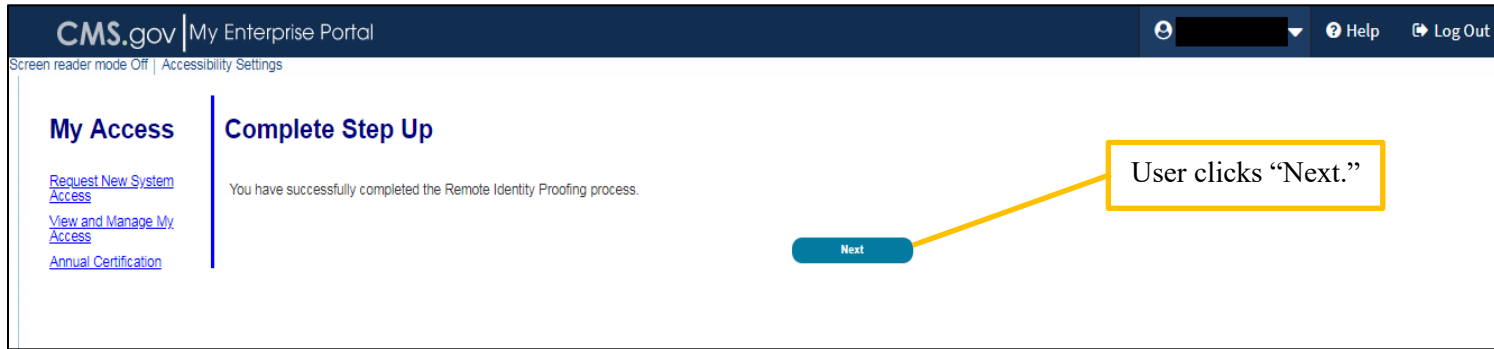 CMS.gov My Enterprise Portal
Help
Log Out
Screen reader mode Off | Accessibility Settings
My Access
Request New System
Access
View and Manage My
Access
Annual Certification
Complete Step Up
You have successfully completed the Remote Identity Proofing process.
Next
User clicks “Next.”